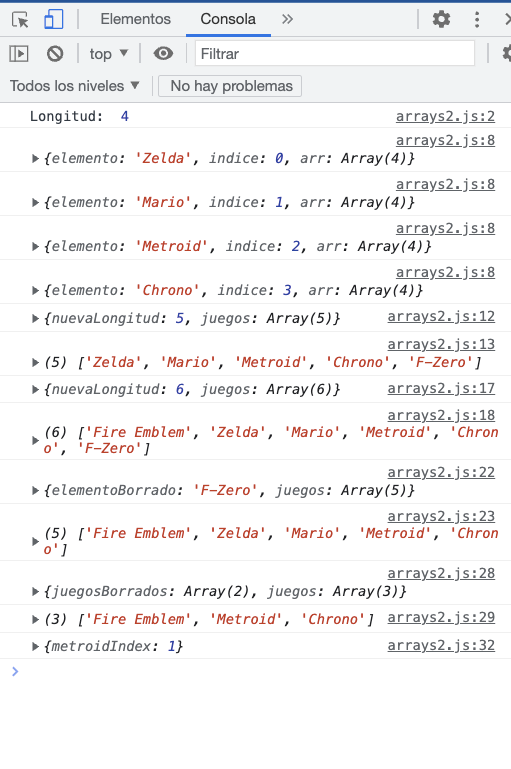 Elementos Consola »
top ▼ Filtrar
Todos los niveles ▼ No hay problemas
Longitud: 4 arrays2.js:2
arrays2.js:8
▶ {elemento: 'Zelda', indice: 0, arr: Array(4)}
arrays2.js:8
▶ {elemento: 'Mario', indice: 1, arr: Array(4)}
arrays2.js:8
▶ {elemento: 'Metroid', indice: 2, arr: Array(4)}
arrays2.js:8
▶ {elemento: 'Chrono', indice: 3, arr: Array(4)}
▶ {nuevaLongitud: 5, juegos: Array(5)} arrays2.js:12
arrays2.js:13
▶ (5) ['Zelda', 'Mario', 'Metroid', 'Chrono', 'F-Zero']
▶ {nuevaLongitud: 6, juegos: Array(6)} arrays2.js:17
arrays2.js:18
▶ (6) ['Fire Emblem', 'Zelda', 'Mario', 'Metroid', 'Chron
o', 'F-Zero']
arrays2.js:22
▶ {elementoBorrado: 'F-Zero', juegos: Array(5)}
arrays2.js:23
▶ (5) ['Fire Emblem', 'Zelda', 'Mario', 'Metroid', 'Chron
o']
arrays2.js:28
▶ {juegosBorrados: Array(2), juegos: Array(3)}
▶ (3) ['Fire Emblem', 'Metroid', 'Chrono'] arrays2.js:29
▶ {metroidIndex: 1} arrays2.js:32